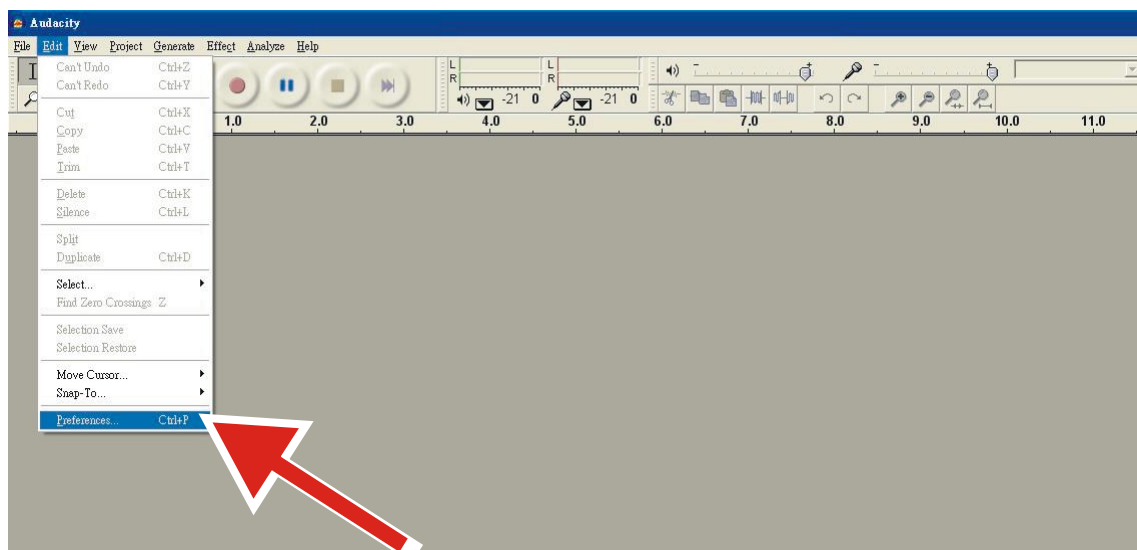 Audacity
File Edit View Project Generate Effect Analyze Help
Can't Undo Ctrl+Z
Can't Redo Ctrl+Y
Cut Ctrl+X
Copy Ctrl+C
Paste Ctrl+V
Trim Ctrl+T
Delete Ctrl+K
Silence Ctrl+L
Split
Duplicate Ctrl+D
Select...
Find Zero Crossings Z
Selection Save
Selection Restore
Move Cursor...
Snap-To...
Preferences... Ctrl+P
L
R
-21 0
L
R
-21 0
1.0 2.0 3.0 4.0 5.0 6.0 7.0 8.0 9.0 10.0 11.0